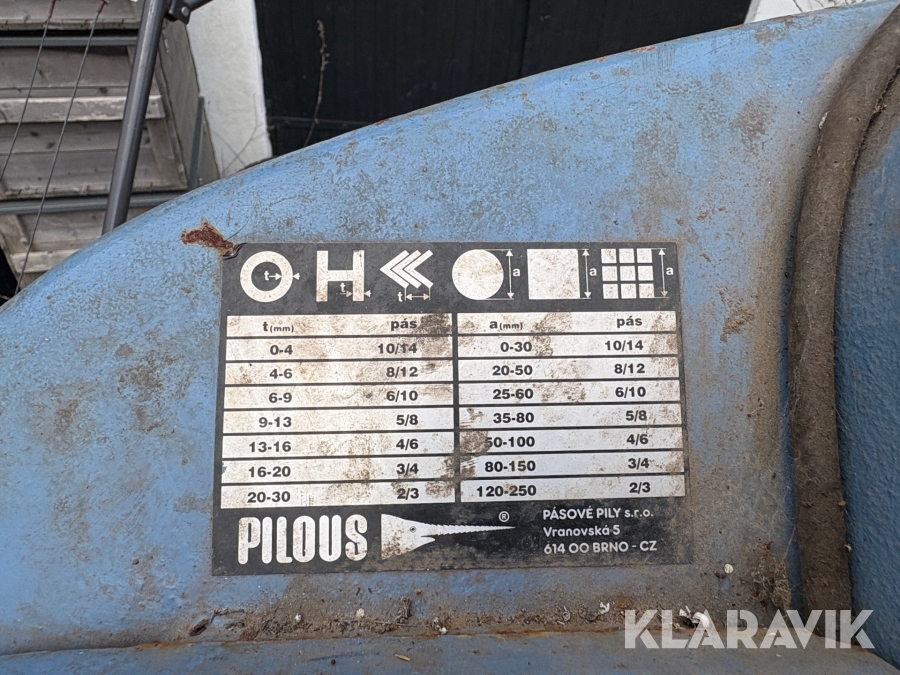 t t t a a a
t(mm) pás a(mm) pás
0-4 10/14 0-30 10/14
4-6 8/12 20-50 8/12
6-9 6/10 25-60 6/10
9-13 5/8 35-80 5/8
13-16 4/6 50-100 4/6
16-20 3/4 80-150 3/4
20-30 2/3 120-250 2/3
PILOUS ®
PÁSOVÉ PILY s.r.o.
Vranovská 5
614 00 BRNO - CZ
KLARAVIK